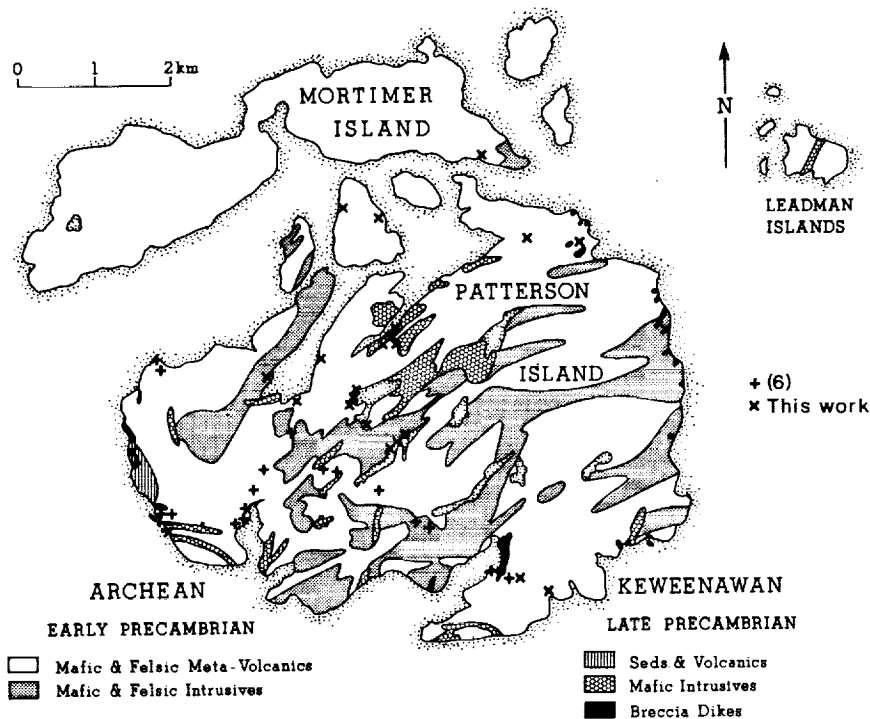 0 1 2km
MORTIMER
ISLAND
N
LEADMAN
ISLANDS
PATTERSON
ISLAND
+ (6)
× This work
ARCHEAN
EARLY PRECAMBRIAN
Mafic & Felsic Meta-Volcanics
Mafic & Felsic Intrusives
KEWEENAWAN
LATE PRECAMBRIAN
Seds & Volcanics
Mafic Intrusives
Breccia Dikes